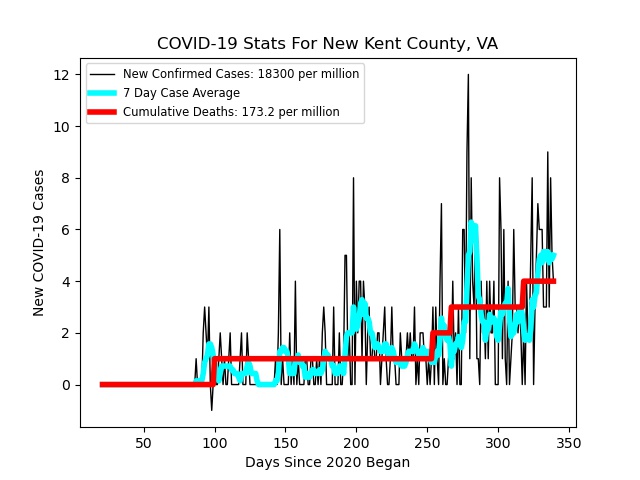 COVID-19 Stats For New Kent County, VA
New Confirmed Cases: 18300 per million
7 Day Case Average
Cumulative Deaths: 173.2 per million
12
10
8
6
4
2
0
New COVID-19 Cases
50
100
150
200
250
300
350
Days Since 2020 Began